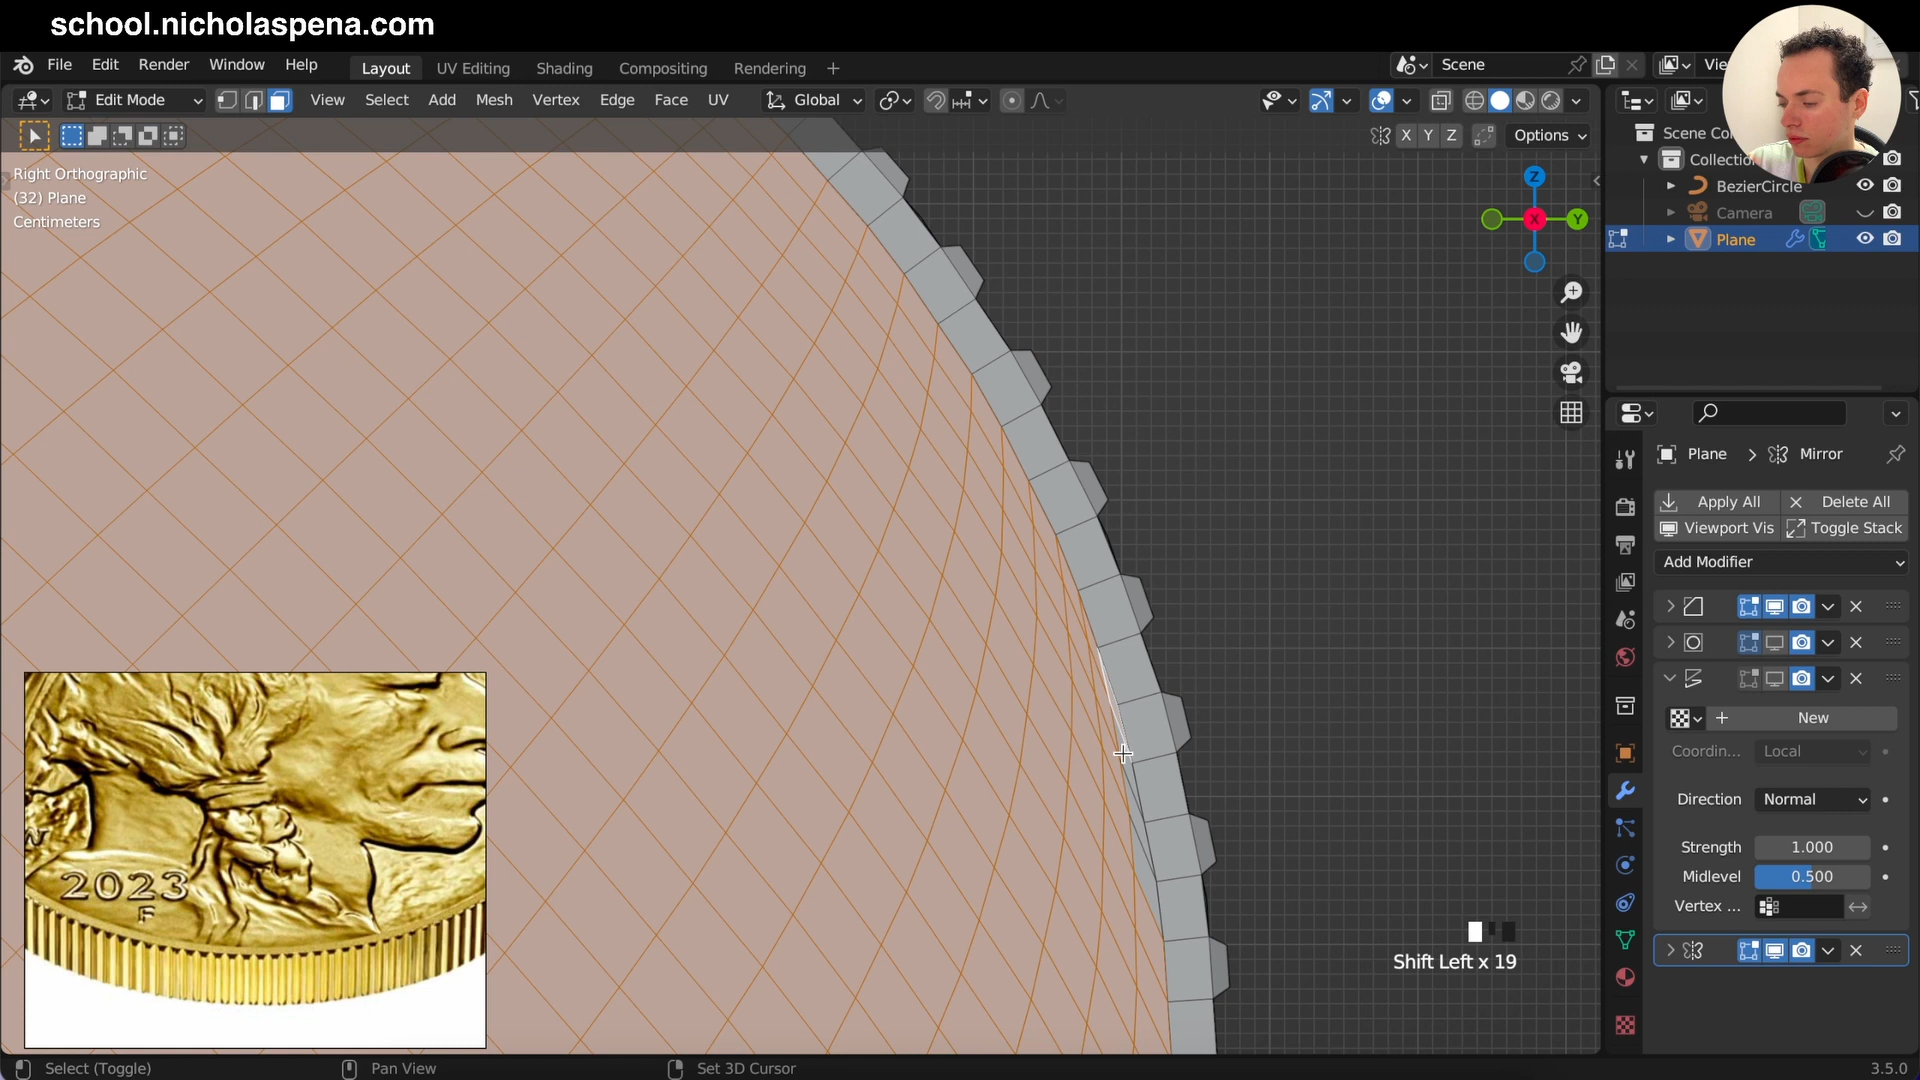 school.nicholaspena.com
File Edit Render Window Help Layout UV Editing Shading Compositing Rendering +
Scene
Edit Mode View Select Add Mesh Vertex Edge Face UV Global
X Y Z Options
Right Orthographic
(32) Plane
Centimeters
Z
X
Y
BezierCircle
Camera
Plane
Plane > Mirror
Apply All Delete All
Viewport Vis Toggle Stack
Add Modifier
+ New
Coordin... Local
Direction Normal
Strength 1.000
Midlevel 0.500
Vertex ...
2023
F
Shift Left x 19
Select (Toggle) Pan View Set 3D Cursor 3.5.0